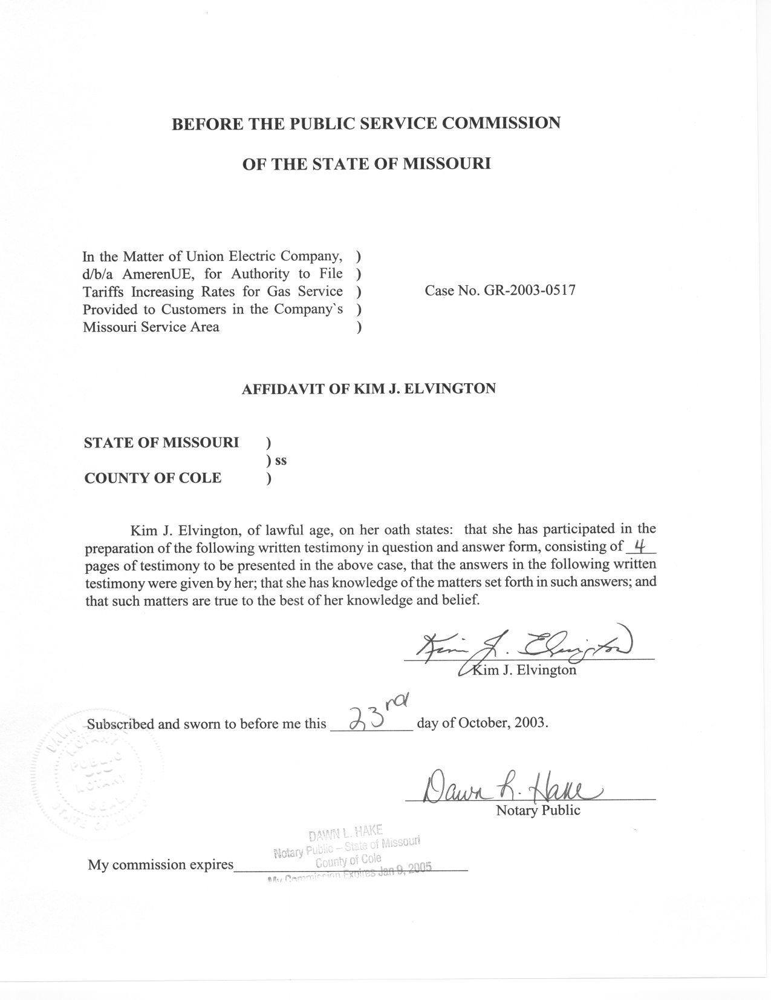 BEFORE THE PUBLIC SERVICE COMMISSION
OF THE STATE OF MISSOURI
In the Matter of Union Electric Company, )
d/b/a AmerenUE, for Authority to File )
Tariffs Increasing Rates for Gas Service ) Case No. GR-2003-0517
Provided to Customers in the Company`s )
Missouri Service Area )
AFFIDAVIT OF KIM J. ELVINGTON
STATE OF MISSOURI )
) ss
COUNTY OF COLE )
Kim J. Elvington, of lawful age, on her oath states: that she has participated in the
preparation of the following written testimony in question and answer form, consisting of 4
pages of testimony to be presented in the above case, that the answers in the following written
testimony were given by her; that she has knowledge of the matters set forth in such answers; and
that such matters are true to the best of her knowledge and belief.
Kim J. Elvington
Kim J. Elvington
Subscribed and sworn to before me this 23rd day of October, 2003.
DAWN
NOTARY
PUBLIC
NOTARY
SEAL
STATE OF
Dawn L. Hake
Notary Public
DAWN L. HAKE
Notary Public – State of Missouri
County of Cole
My commission expires
My Commission Expires Jan 9, 2005